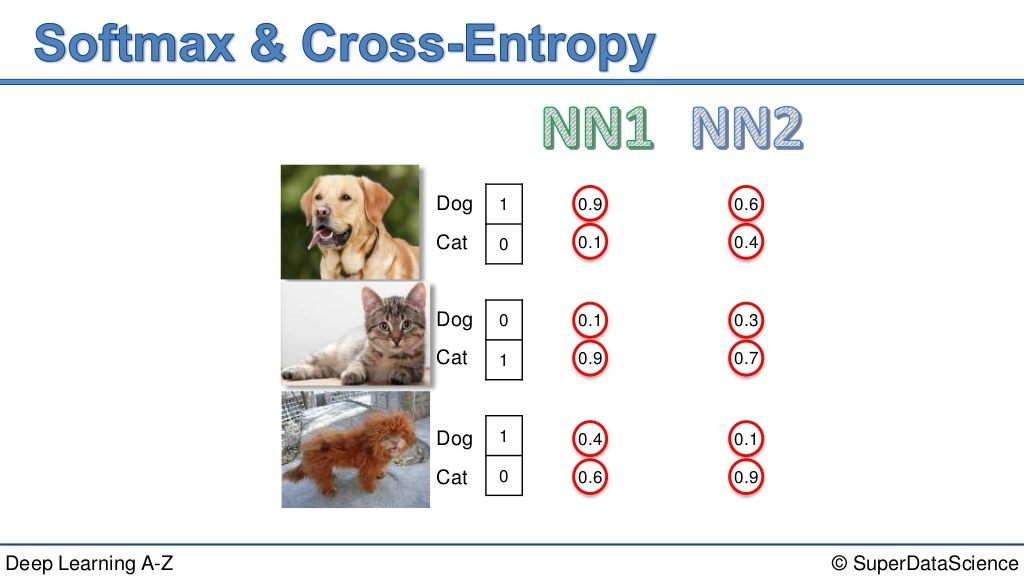 Softmax & Cross-Entropy
NN1 NN2
Dog 1 0.9 0.6
Cat 0 0.1 0.4
Dog 0 0.1 0.3
Cat 1 0.9 0.7
Dog 1 0.4 0.1
Cat 0 0.6 0.9
Deep Learning A-Z © SuperDataScience